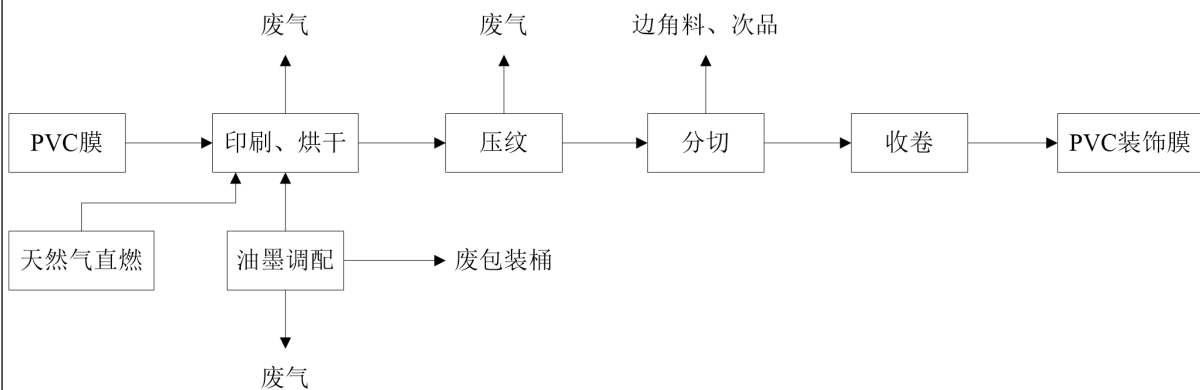 废气
废气
边角料、次品
PVC膜
印刷、烘干
压纹
分切
收卷
PVC装饰膜
天然气直燃
油墨调配
废包装桶
废气